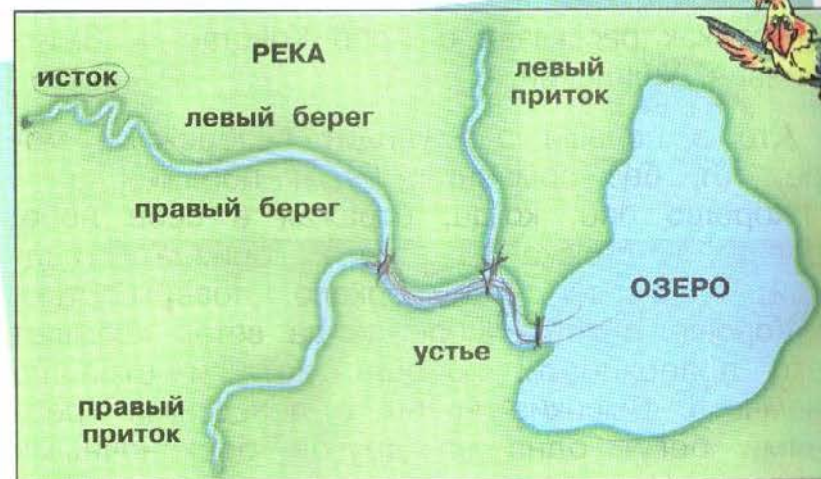 РЕКА
исток
левый берег
левый
приток
правый берег
ОЗЕРО
устье
правый
приток